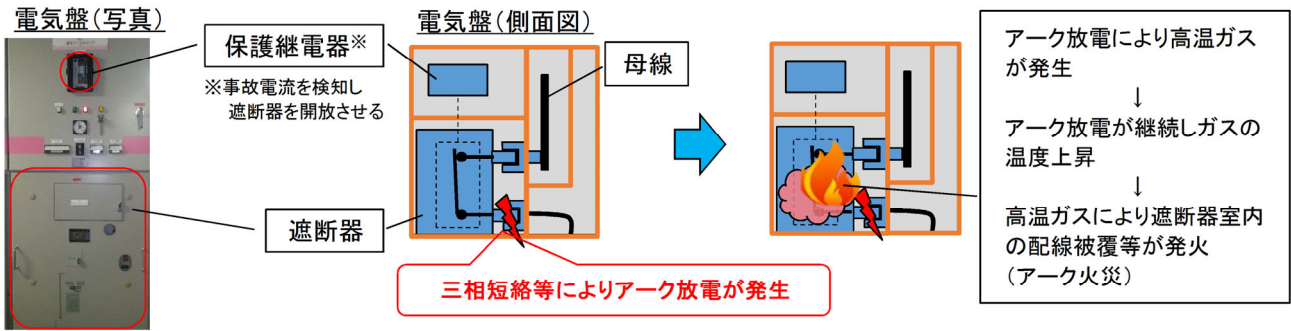 電気盤(写真)
保護継電器※
※事故電流を検知し
遮断器を開放させる
遮断器
電気盤(側面図)
母線
三相短絡等によりアーク放電が発生
アーク放電により高温ガス
が発生
↓
アーク放電が継続しガスの
温度上昇
↓
高温ガスにより遮断器室内
の配線被覆等が発火
(アーク火災)